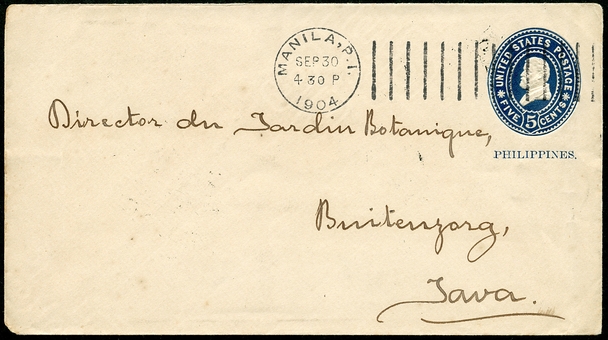 MANILA, P.I.
SEP 30
4 30 P
1904
UNITED STATES POSTAGE
FIVE 5 CENTS
PHILIPPINES.
Director du Jardin Botanique,
Buitenzorg,
Java.